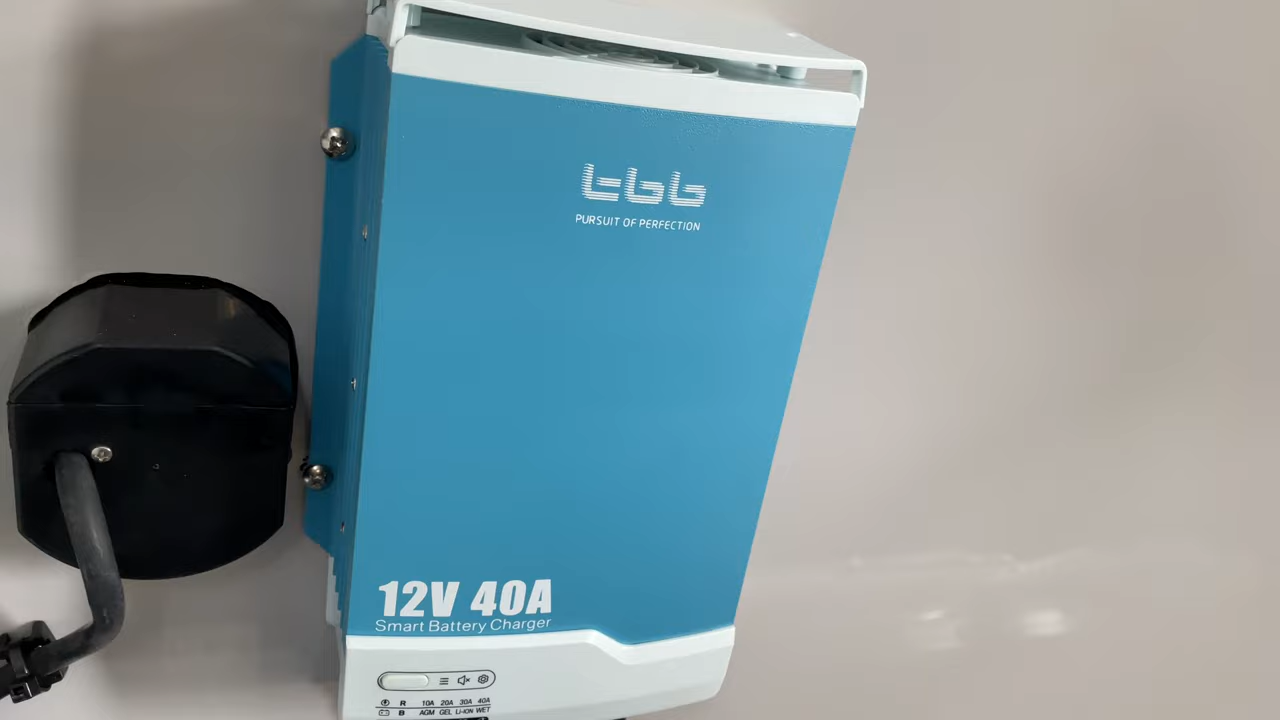 tbb
PURSUIT OF PERFECTION
12V 40A
Smart Battery Charger
R 10A 20A 30A 40A
B AGM GEL LI-ION WET